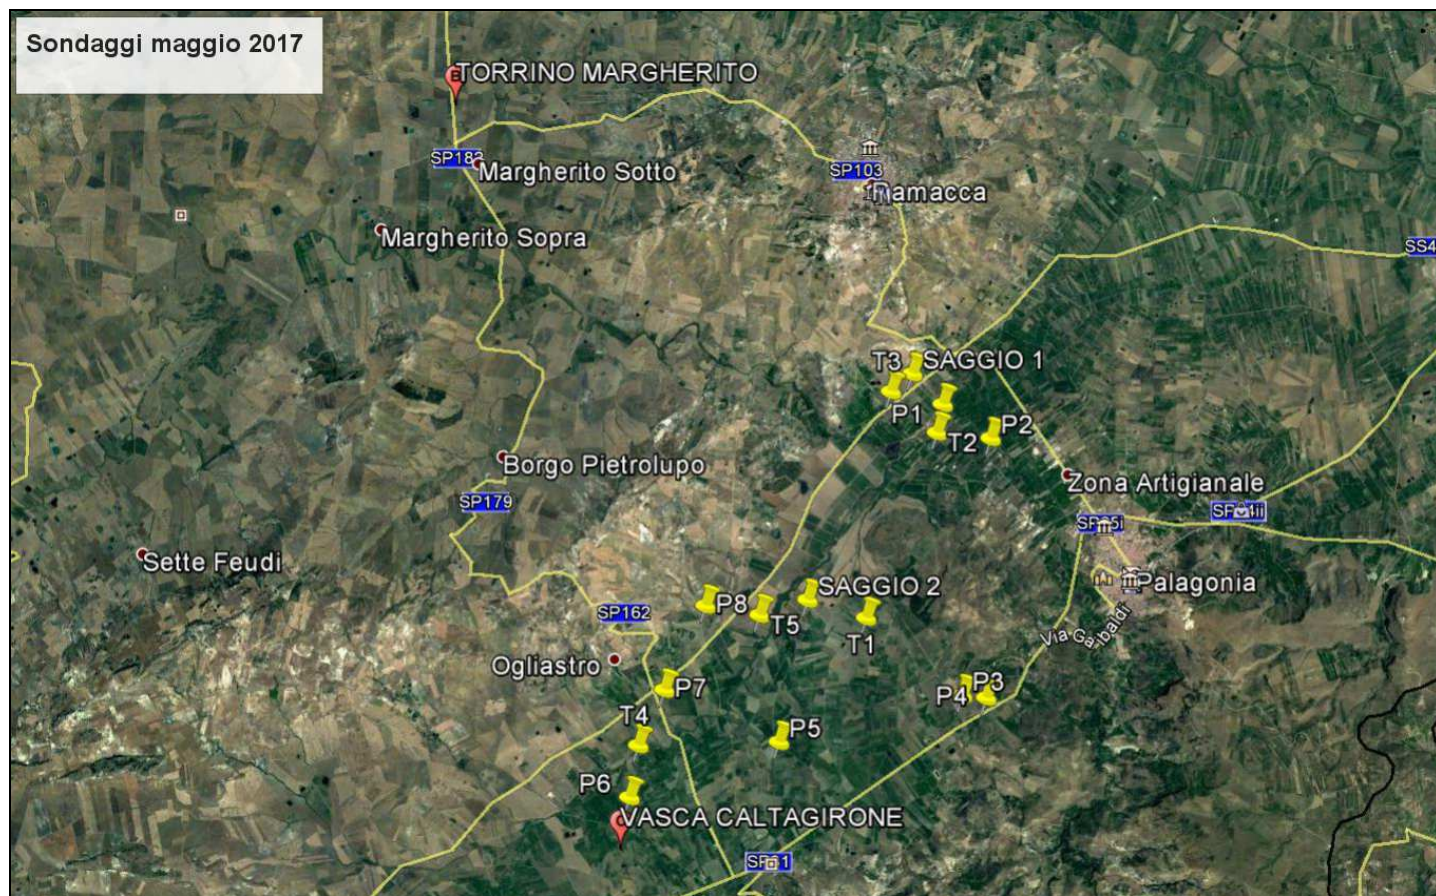 Sondaggi maggio 2017
TORRINO MARGHERITO
SP182
Margherito Sotto
SP103
Ramacca
Margherito Sopra
T3
SAGGIO 1
P1
T2
P2
Borgo Pietrolupo
Zona Artigianale
SP179
Sette Feudi
SAGGIO 2
Palagonia
P8
SP162
T5
T1
Via Garibaldi
Ogliastro
P7
P4
P3
T4
P5
P6
VASCA CALTAGIRONE